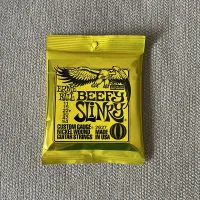 ERNIE
BALL
BEEFY
SLINKY
CUSTOM GAUGE 2627
NICKEL WOUND MADE
GUITAR STRINGS IN USA